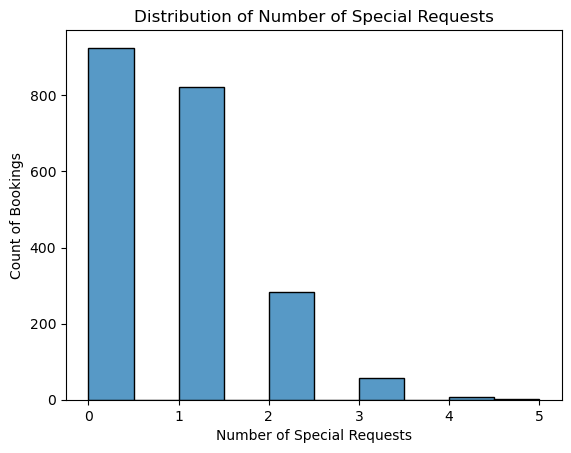 Distribution of Number of Special Requests
Count of Bookings
800
600
400
200
0
0 1 2 3 4 5
Number of Special Requests